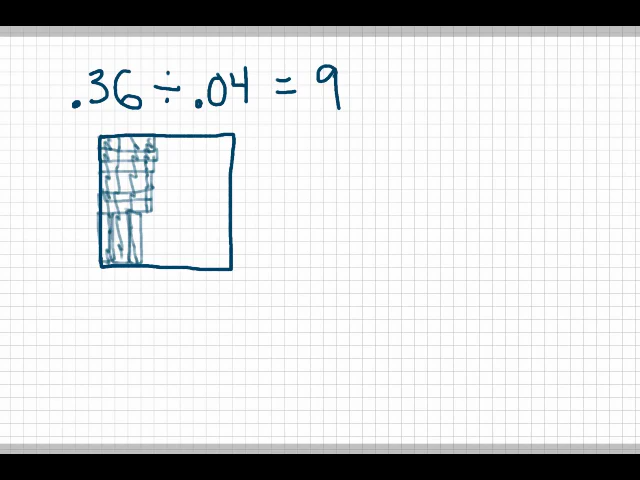 .36 ÷ .04 = 9